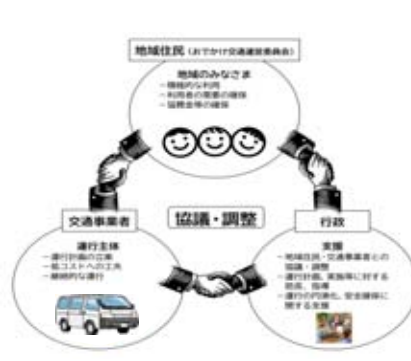 地域住民(おでかけ交通運営委員会)
地域のみなさま
－積極的な利用
－利用者の需要の確保
－協賛金等の確保
交通事業者
協議・調整
行政
運行主体
－運行計画の立案
－低コストへの工夫
－継続的な運行
支援
－地域住民・交通事業者との
協議・調整
－運行計画、実施等に対する
助言、指導
－運行の円滑化、安全確保に
関する支援